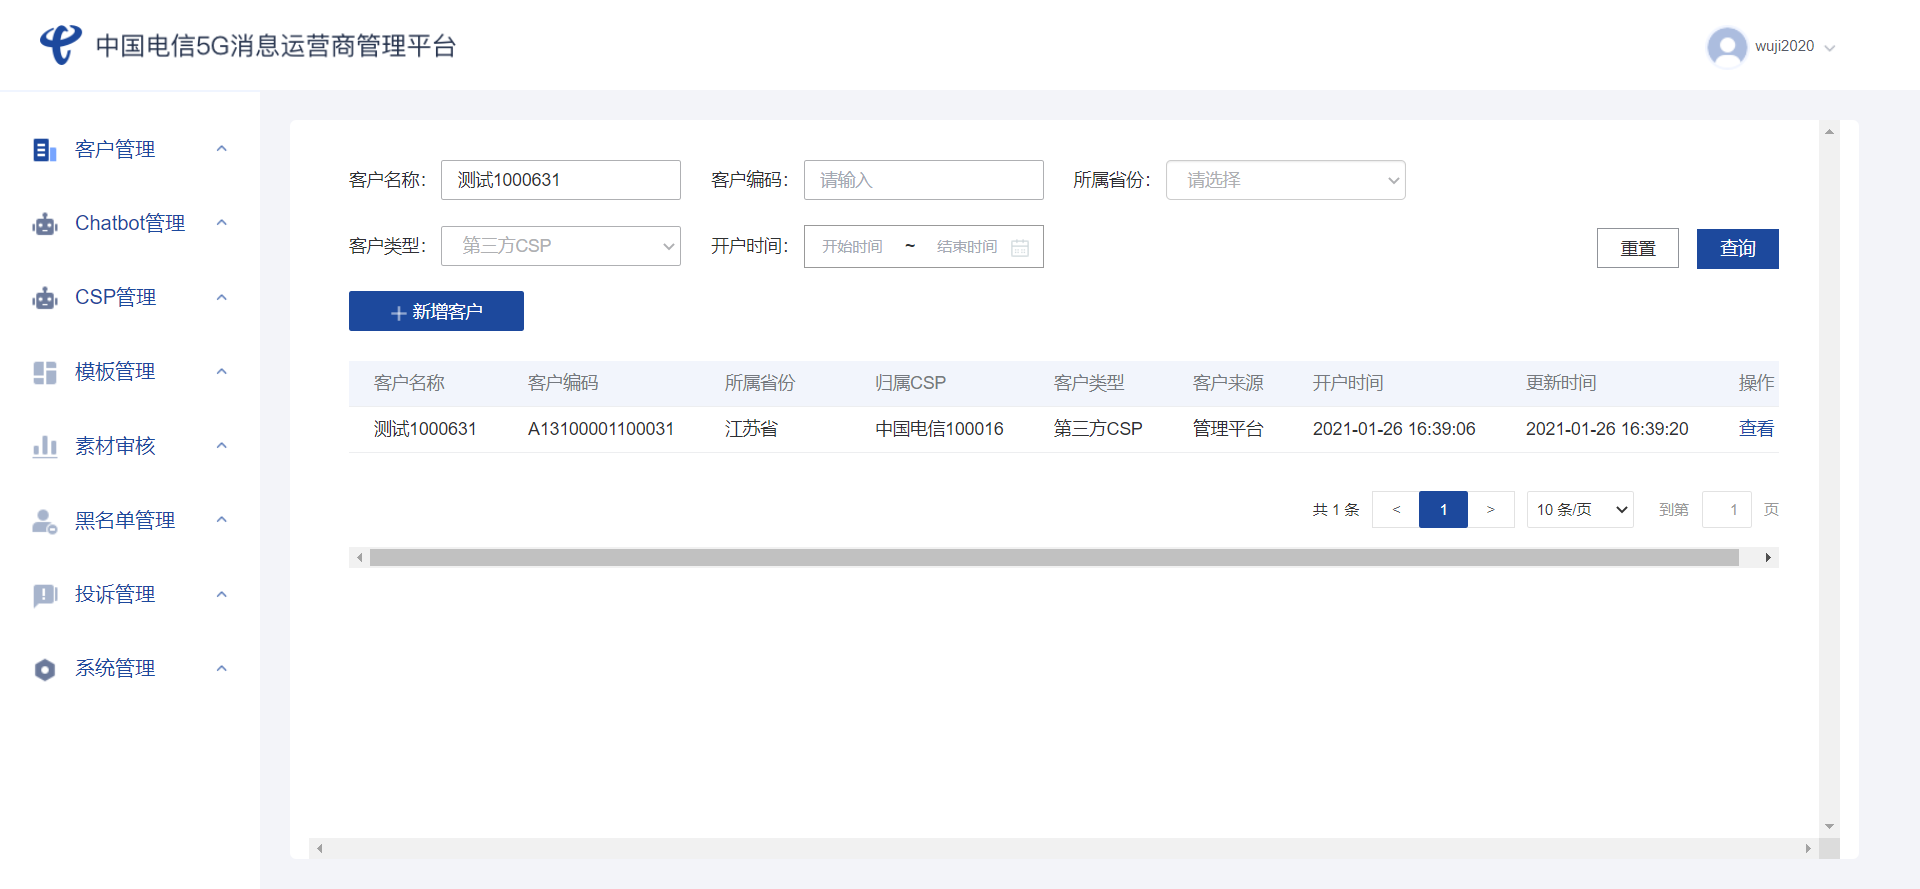 中国电信5G消息运营商管理平台
wuji2020
客户管理
Chatbot管理
CSP管理
模板管理
素材审核
黑名单管理
投诉管理
系统管理
客户名称： 测试1000631 客户编码： 请输入 所属省份： 请选择
客户类型： 第三方CSP 开户时间： 开始时间 ~ 结束时间 重置 查询
+ 新增客户
客户名称 客户编码 所属省份 归属CSP 客户类型 客户来源 开户时间 更新时间 操作
测试1000631 A13100001100031 江苏省 中国电信100016 第三方CSP 管理平台 2021-01-26 16:39:06 2021-01-26 16:39:20 查看
共 1 条 < 1 > 10 条/页 到第 1 页